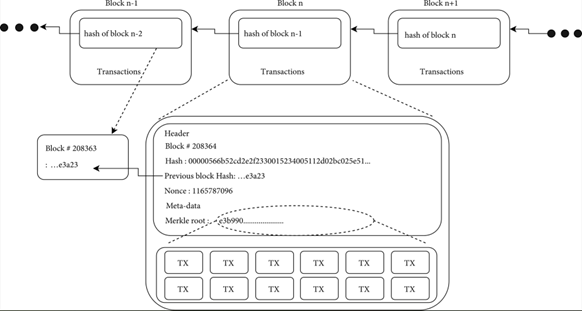 Block n-1
Block n
Block n+1
hash of block n-2
hash of block n-1
hash of block n
Transactions
Transactions
Transactions
Block # 208363
: ...e3a23
Header
Block # 208364
Hash : 00000566b52cd2e2f2330015234005112d02bc025e51...
Previous block Hash: ...e3a23
Nonce : 1165787096
Meta-data
Merkle root : e3b990.....................
TX TX TX TX TX TX
TX TX TX TX TX TX